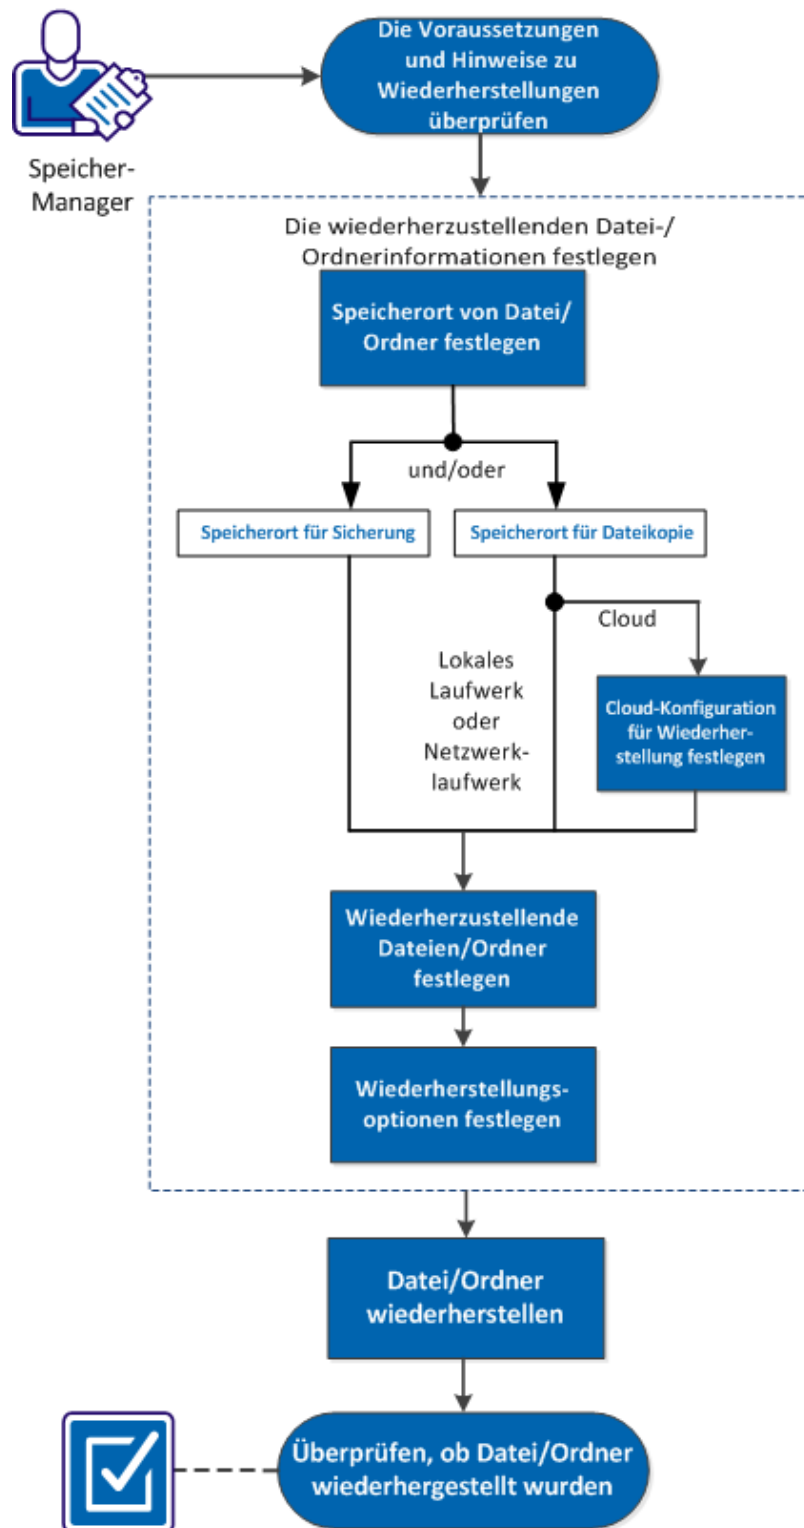 Die Voraussetzungen
und Hinweise zu
Wiederherstellungen
überprüfen
Speicher-
Manager
Die wiederherzustellenden Datei-/
Ordnerinformationen festlegen
Speicherort von Datei/
Ordner festlegen
und/oder
Speicherort für Sicherung
Speicherort für Dateikopie
Cloud
Lokales
Laufwerk
oder
Netzwerk-
laufwerk
Cloud-Konfiguration
für Wiederher-
stellung festlegen
Wiederherzustellende
Dateien/Ordner
festlegen
Wiederherstellungs-
optionen festlegen
Datei/Ordner
wiederherstellen
Überprüfen, ob Datei/Ordner
wiederhergestellt wurden